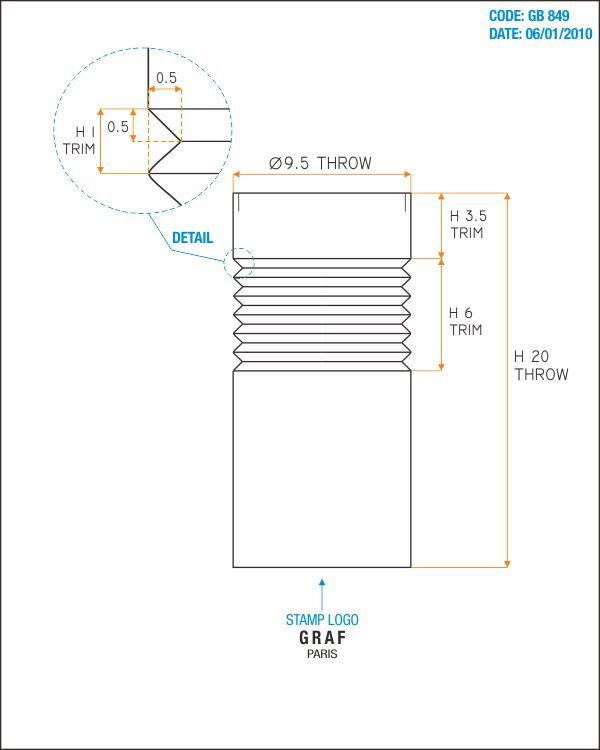 CODE: GB 849
DATE: 06/01/2010
0.5
0.5
H I
TRIM
Ø9.5 THROW
DETAIL
H 3.5
TRIM
H 6
TRIM
H 20
THROW
STAMP LOGO
GRAF
PARIS